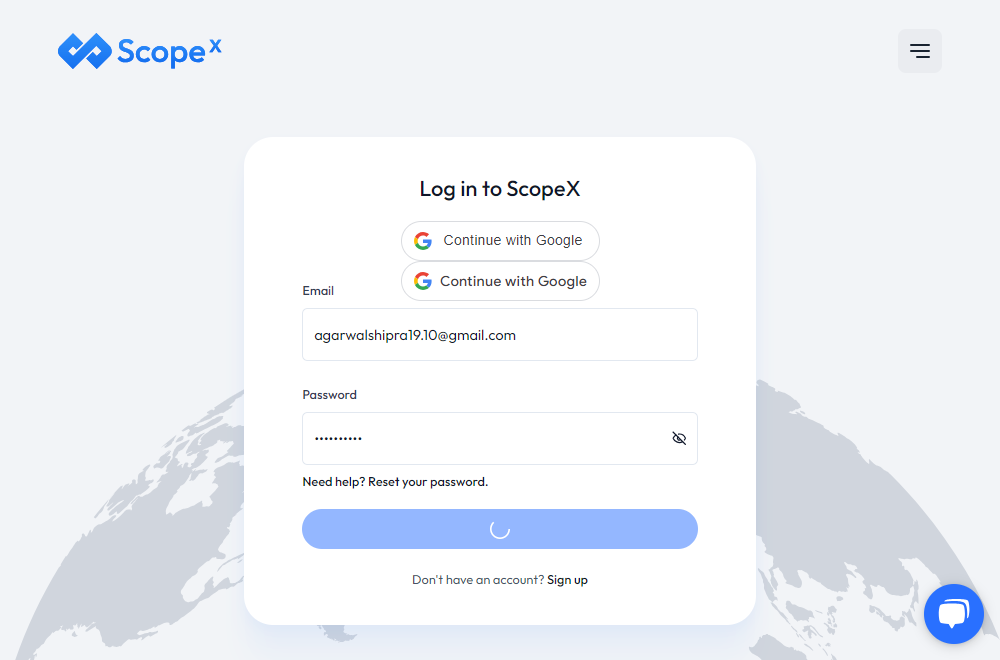 Scope X
Log in to ScopeX
Continue with Google
Continue with Google
Email
agarwalshipra19.10@gmail.com
Password
••••••••••
Need help? Reset your password.
Don't have an account? Sign up